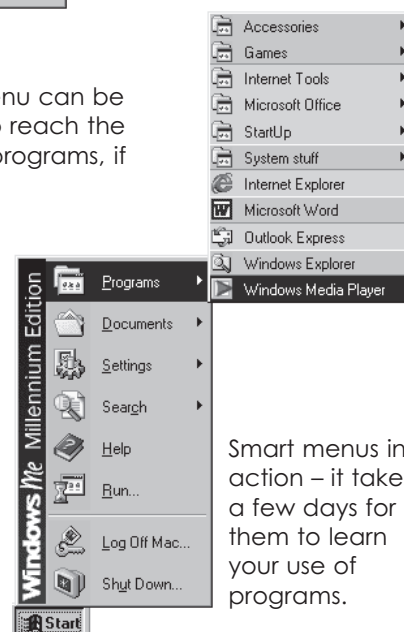 nu can be
o reach the
programs, if
Accessories
Games
Internet Tools
Microsoft Office
StartUp
System stuff
Internet Explorer
Microsoft Word
Outlook Express
Windows Explorer
Windows Media Player
Windows Me Millennium Edition
Programs
Documents
Settings
Search
Help
Run...
Log Off Mac...
Shut Down...
Start
Smart menus in
action – it take
a few days for
them to learn
your use of
programs.